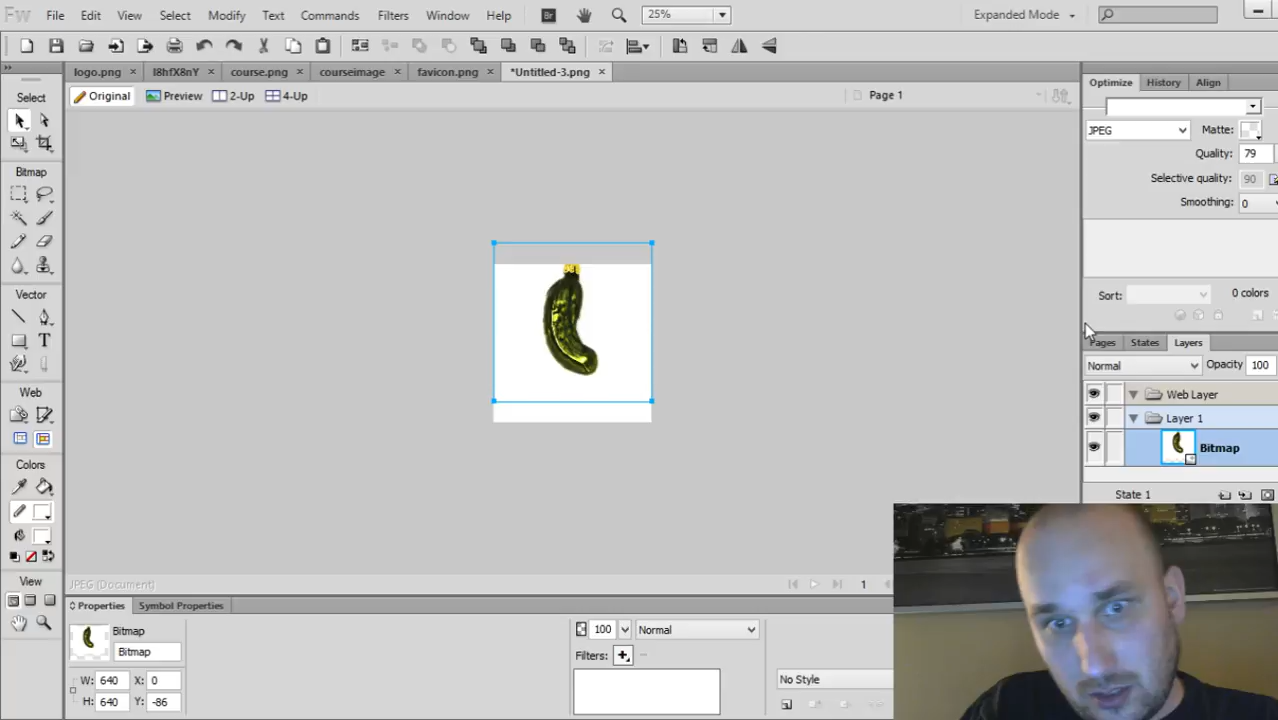 Fw File Edit View Select Modify Text Commands Filters Window Help Br 25% Expanded Mode
logo.png I8hfX8nY course.png courseimage favicon.png *Untitled-3.png
Original Preview 2-Up 4-Up Page 1
Optimize History Align
JPEG Matte:
Quality: 79
Selective quality: 90
Smoothing: 0
Sort: 0 colors
Pages States Layers
Normal Opacity 100
Web Layer
Layer 1
Bitmap
State 1
Select
Bitmap
Vector
T
Web
Colors
View
JPEG (Document) 1
Properties Symbol Properties
Bitmap
Bitmap
W: 640 X: 0
H: 640 Y: -86
100 Normal
Filters:
No Style